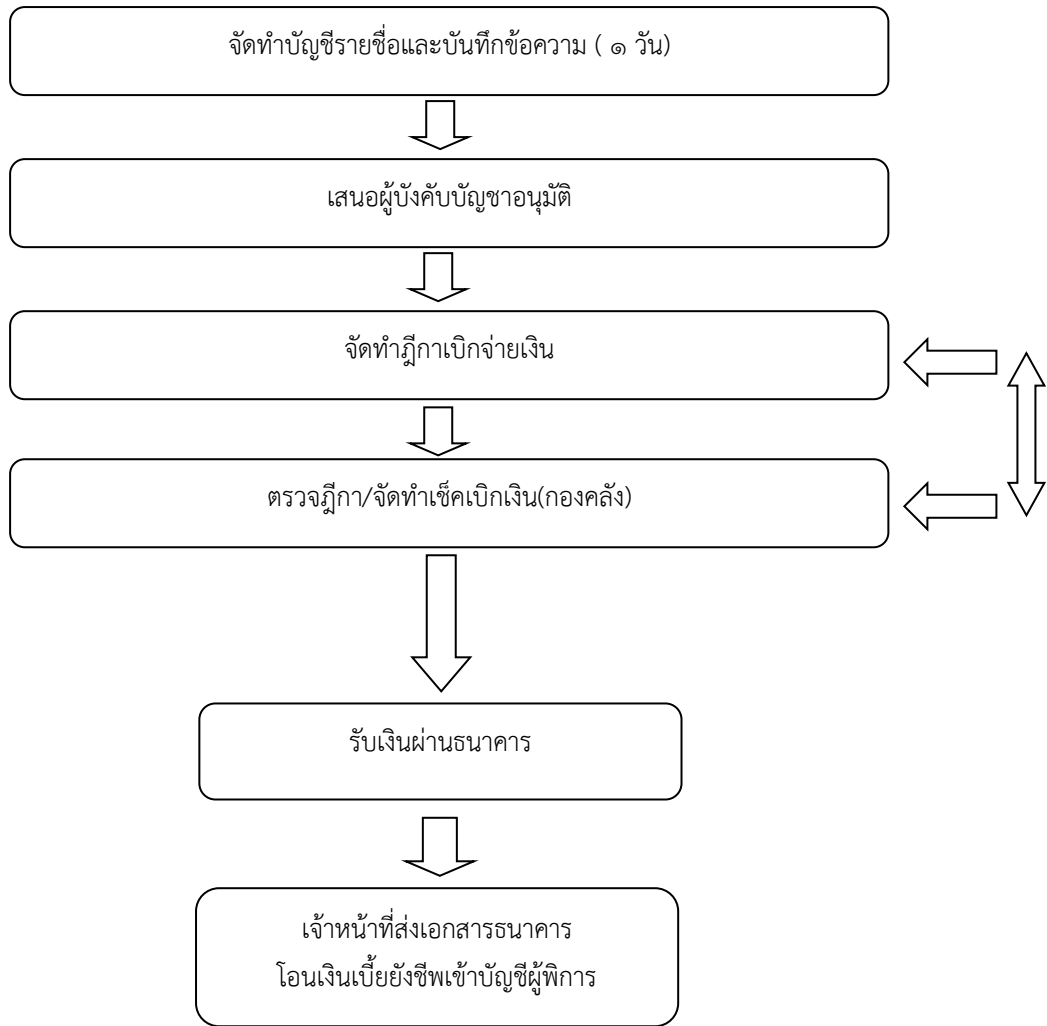 จัดทำบัญชีรายชื่อและบันทึกข้อความ ( ๑ วัน)
เสนอผู้บังคับบัญชาอนุมัติ
จัดทำฎีกาเบิกจ่ายเงิน
ตรวจฎีกา/จัดทำเช็คเบิกเงิน(กองคลัง)
รับเงินผ่านธนาคาร
เจ้าหน้าที่ส่งเอกสารธนาคาร
โอนเงินเบี้ยยังชีพเข้าบัญชีผู้พิการ